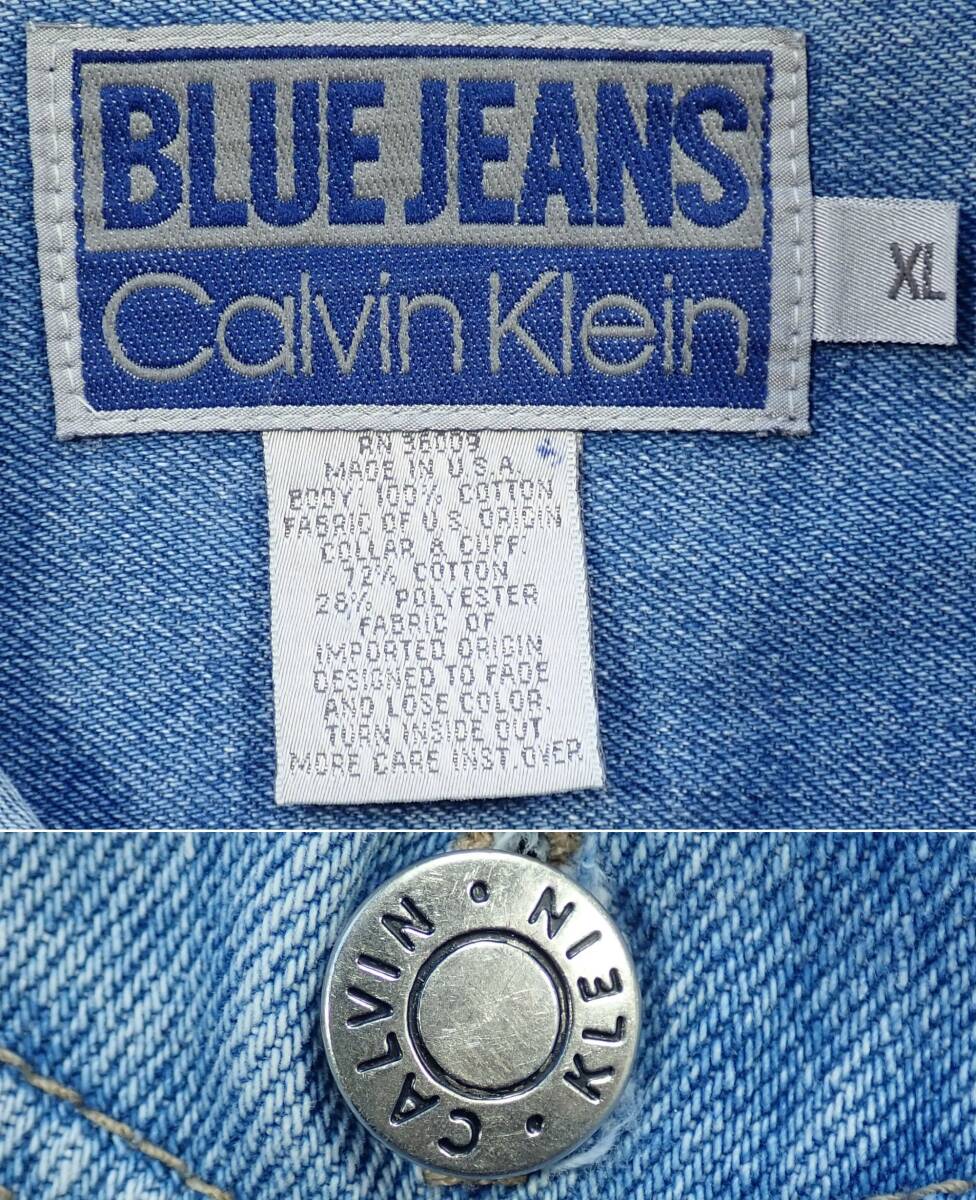 BLUE JEANS
Calvin Klein
XL
RN 36009
MADE IN U.S.A.
BODY: 100% COTTON
FABRIC OF U.S. ORIGIN
COLLAR & CUFF:
72% COTTON
28% POLYESTER
FABRIC OF
IMPORTED ORIGIN
DESIGNED TO FADE
AND LOSE COLOR.
TURN INSIDE OUT
MORE CARE INST. OVER
CALVIN • KLEIN •